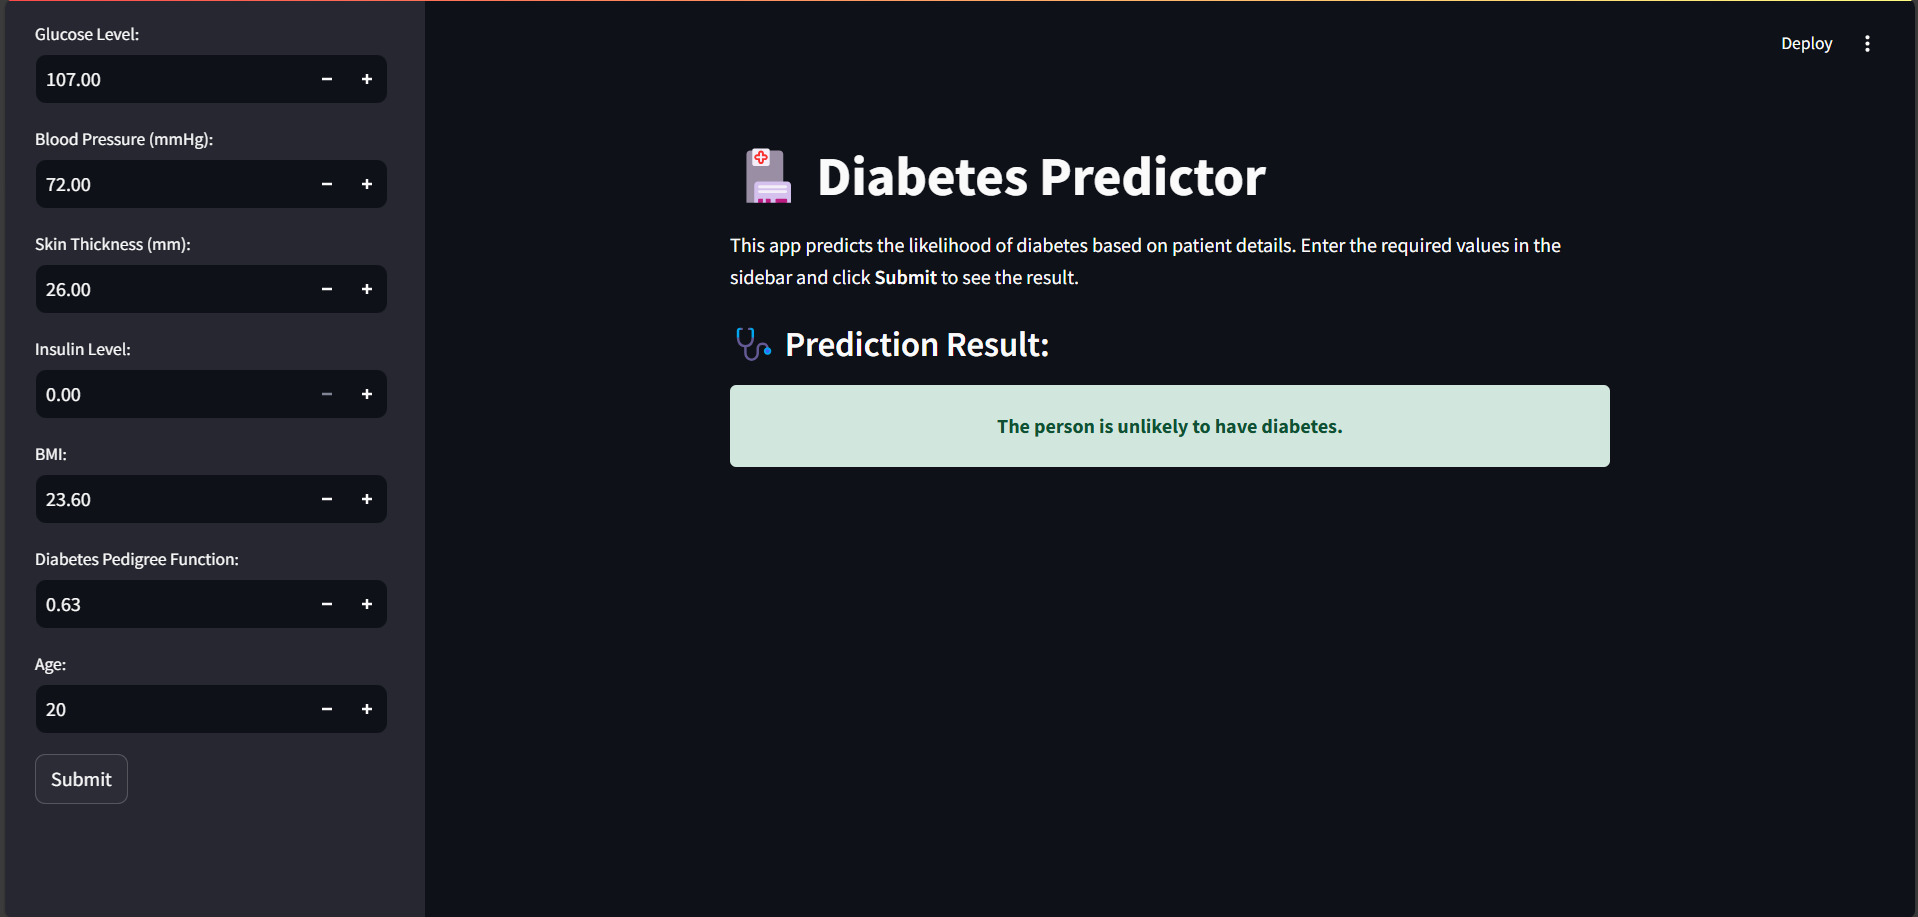 Glucose Level:
107.00
Blood Pressure (mmHg):
72.00
Skin Thickness (mm):
26.00
Insulin Level:
0.00
BMI:
23.60
Diabetes Pedigree Function:
0.63
Age:
20
Submit
Deploy
Diabetes Predictor
This app predicts the likelihood of diabetes based on patient details. Enter the required values in the
sidebar and click Submit to see the result.
Prediction Result:
The person is unlikely to have diabetes.